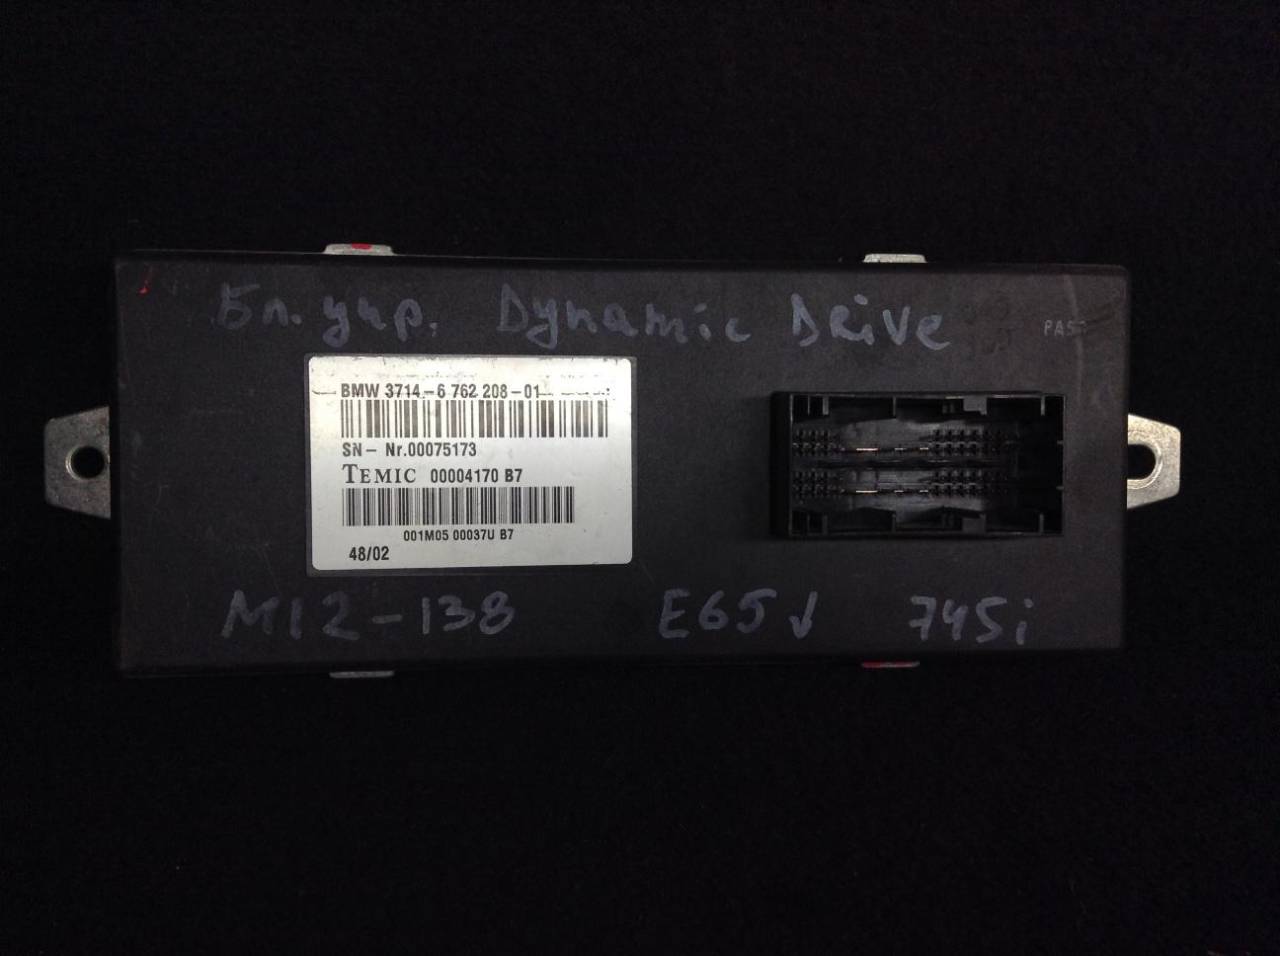 Бл. упр. Dynamic Drive
BMW 3714-6 762 208-01
SN- Nr.00075173
TEMIC 00004170 B7
001M05 00037U B7
48/02
M12-138 E65 745i